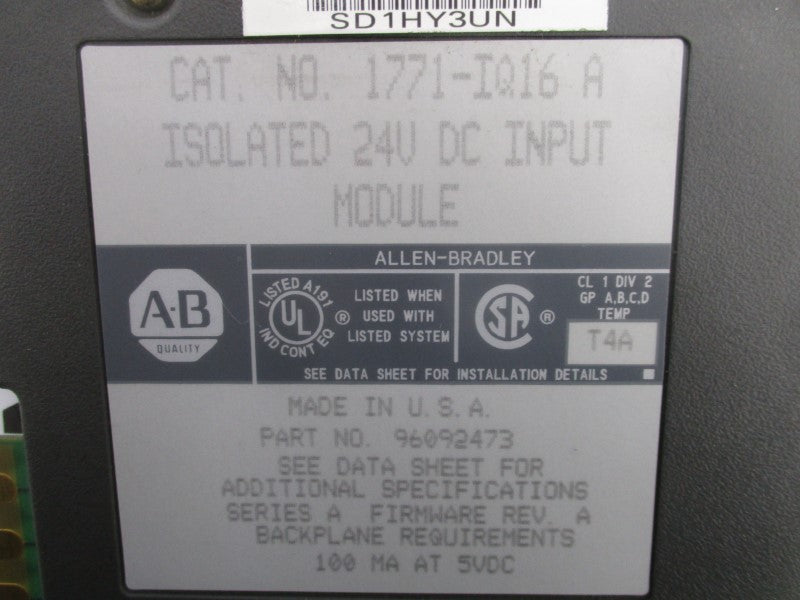 SD1HY3UN
CAT. NO. 1771-IQ16 A
ISOLATED 24V DC INPUT
MODULE
ALLEN-BRADLEY
A-B
QUALITY
LISTED A191
UL
IND CONT EQ
®
LISTED WHEN
USED WITH
LISTED SYSTEM
SA
®
CL 1 DIV 2
GP A,B,C,D
TEMP
T4A
SEE DATA SHEET FOR INSTALLATION DETAILS
MADE IN U.S.A.
PART NO. 96092473
SEE DATA SHEET FOR
ADDITIONAL SPECIFICATIONS
SERIES A FIRMWARE REV. A
BACKPLANE REQUIREMENTS
100 MA AT 5VDC